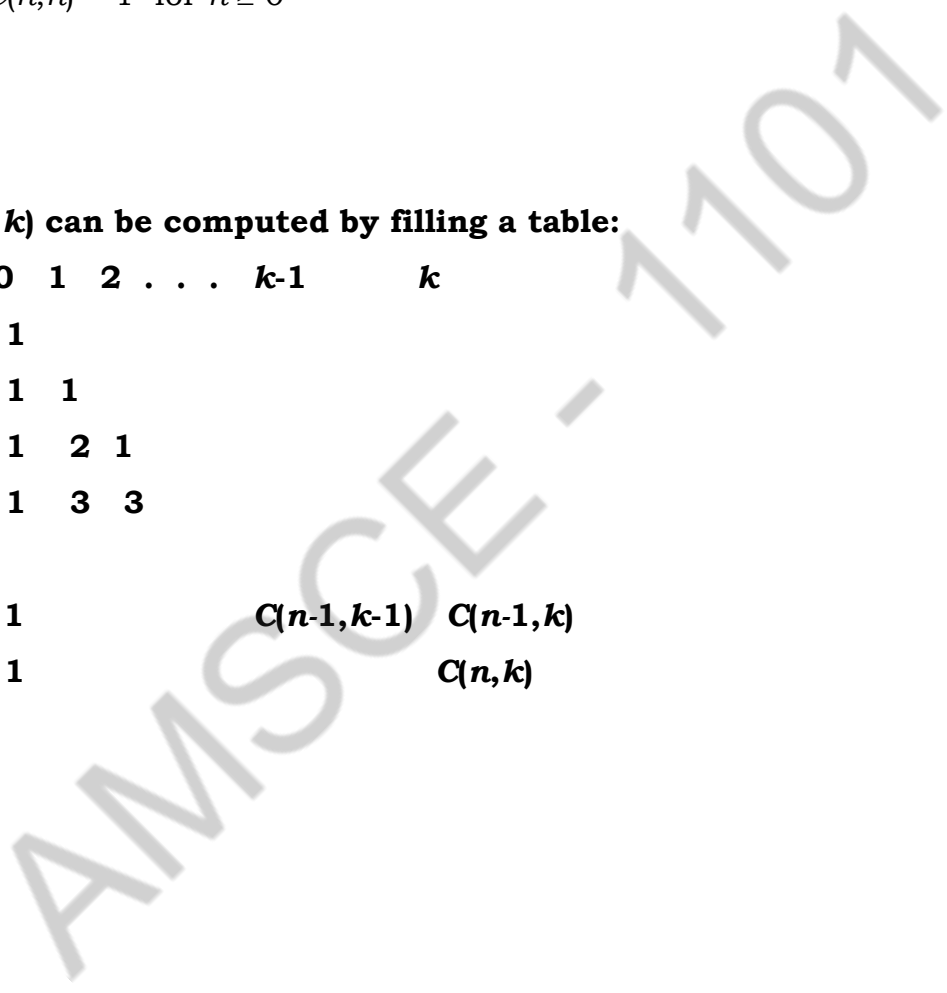 1 for n ≥ 0
k) can be computed by filling a table:
0 1 2 . . . k-1 k
1
1 1
1 2 1
1 3 3
1 C(n-1,k-1) C(n-1,k)
1 C(n,k)
AMSCE - 1101